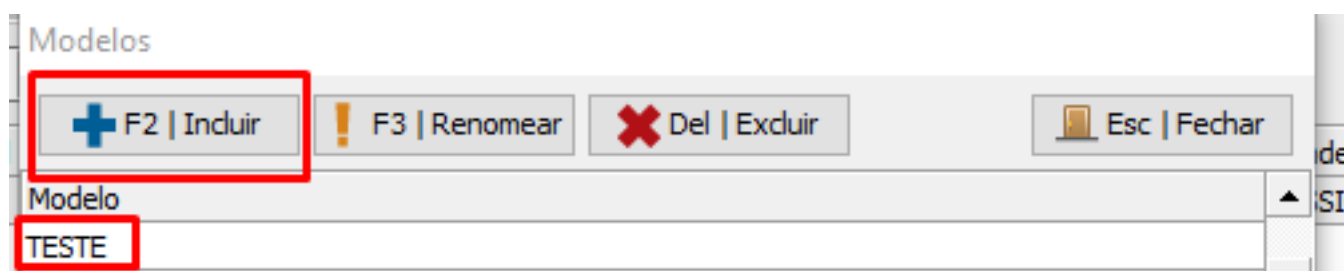 Modelos
F2 | Incluir F3 | Renomear Del | Excluir Esc | Fechar
Modelo
TESTE